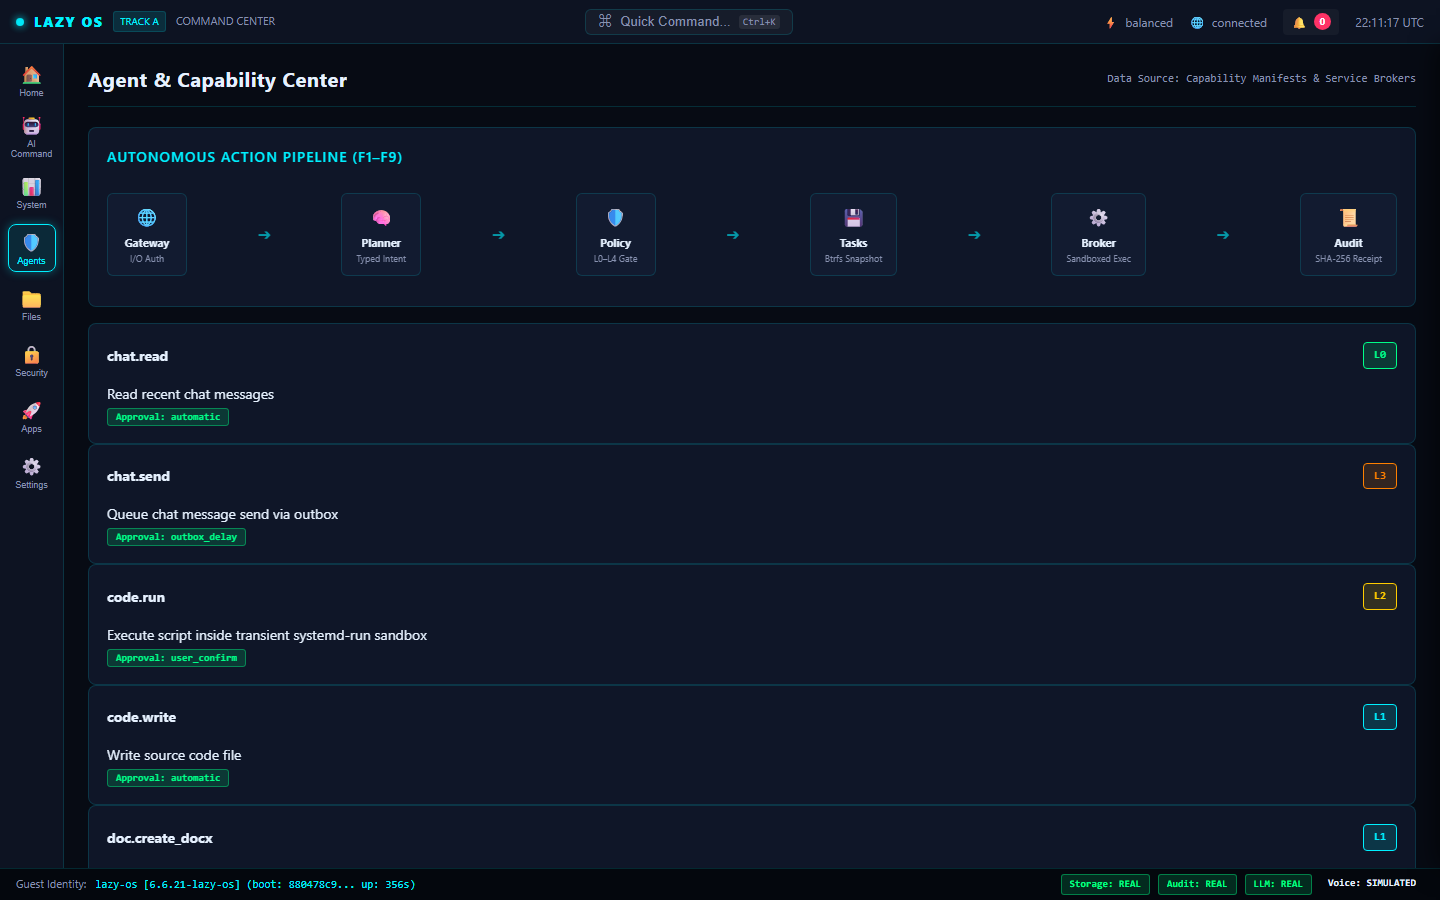 LAZY OS TRACK A COMMAND CENTER ⌘ Quick Command... Ctrl+K balanced connected 0 22:11:17 UTC
Home
AI Command
System
Agents
Files
Security
Apps
Settings
Agent & Capability Center
Data Source: Capability Manifests & Service Brokers
AUTONOMOUS ACTION PIPELINE (F1–F9)
Gateway
I/O Auth
→
Planner
Typed Intent
→
Policy
L0–L4 Gate
→
Tasks
Btrfs Snapshot
→
Broker
Sandboxed Exec
→
Audit
SHA-256 Receipt
chat.read L0
Read recent chat messages
Approval: automatic
chat.send L3
Queue chat message send via outbox
Approval: outbox_delay
code.run L2
Execute script inside transient systemd-run sandbox
Approval: user_confirm
code.write L1
Write source code file
Approval: automatic
doc.create_docx L1
Guest Identity: lazy-os [6.6.21-lazy-os] (boot: 880478c9... up: 356s) Storage: REAL Audit: REAL LLM: REAL Voice: SIMULATED